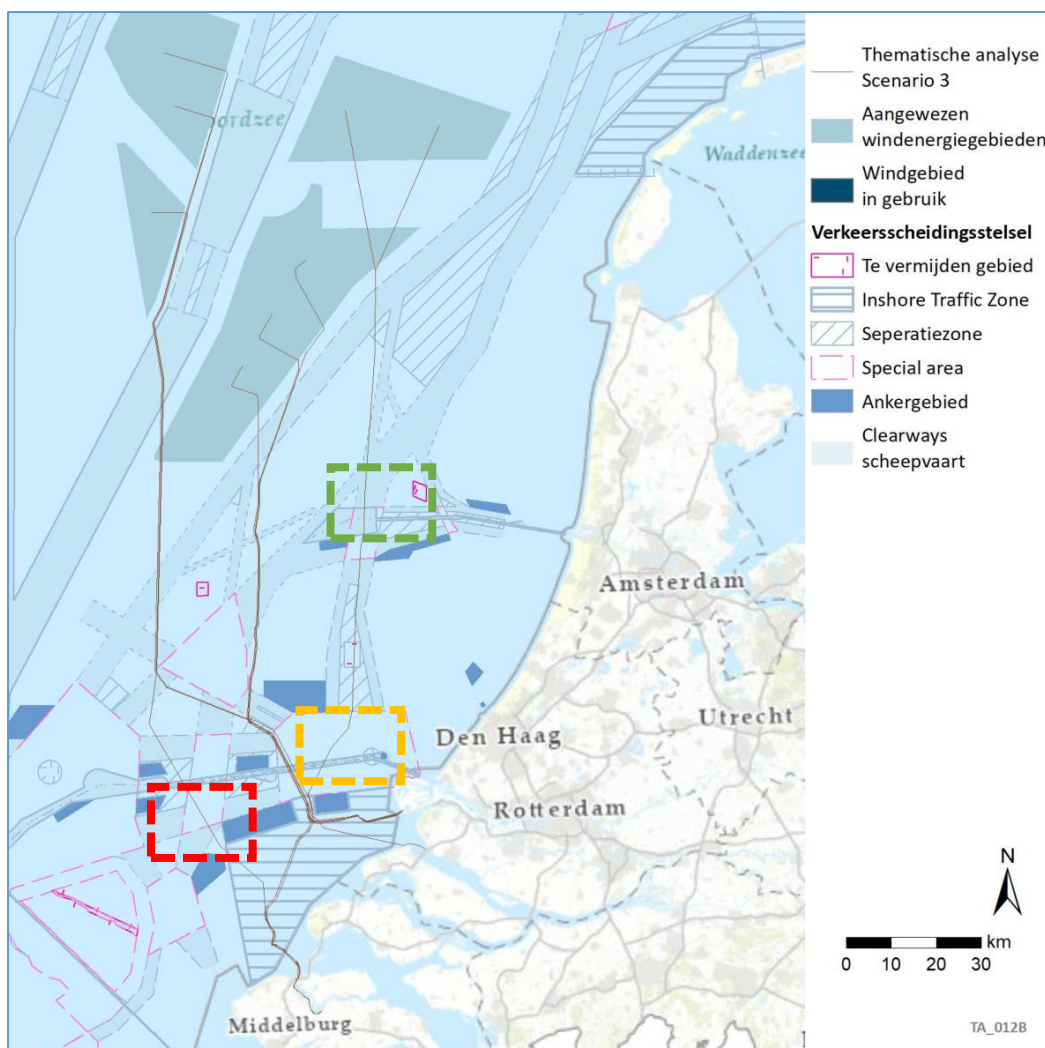 Thematische analyse
Scenario 3
Aangewezen
windenergiegebieden
Windgebied
in gebruik
Verkeersscheidingsstelsel
Te vermijden gebied
Inshore Traffic Zone
Seperatiezone
Special area
Ankergebied
Clearways
scheepvaart
ordzee
Waddenzee
Amsterdam
Utrecht
Den Haag
Rotterdam
Middelburg
N
km
0 10 20 30
TA_012B